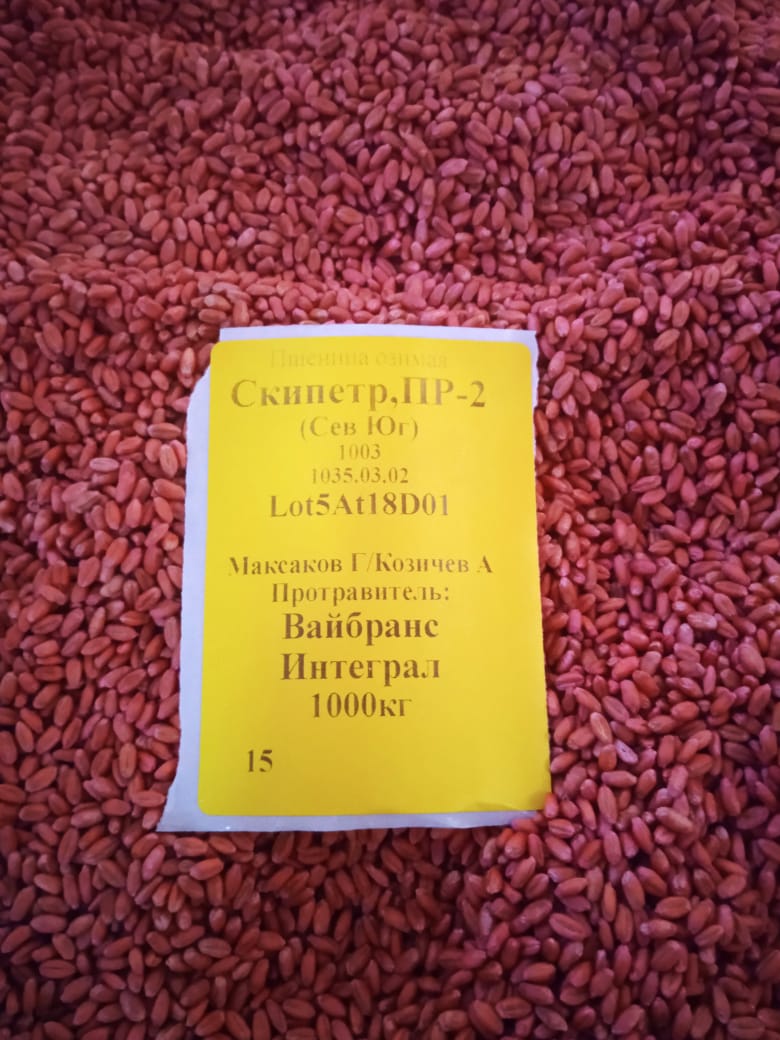 Пшеница озимая
Скипетр,ПР-2
(Сев Юг)
1003
1035.03.02
Lot5At18D01
Максаков Г/Козичев А
Протравитель:
Вайбранс
Интеграл
1000кг
15